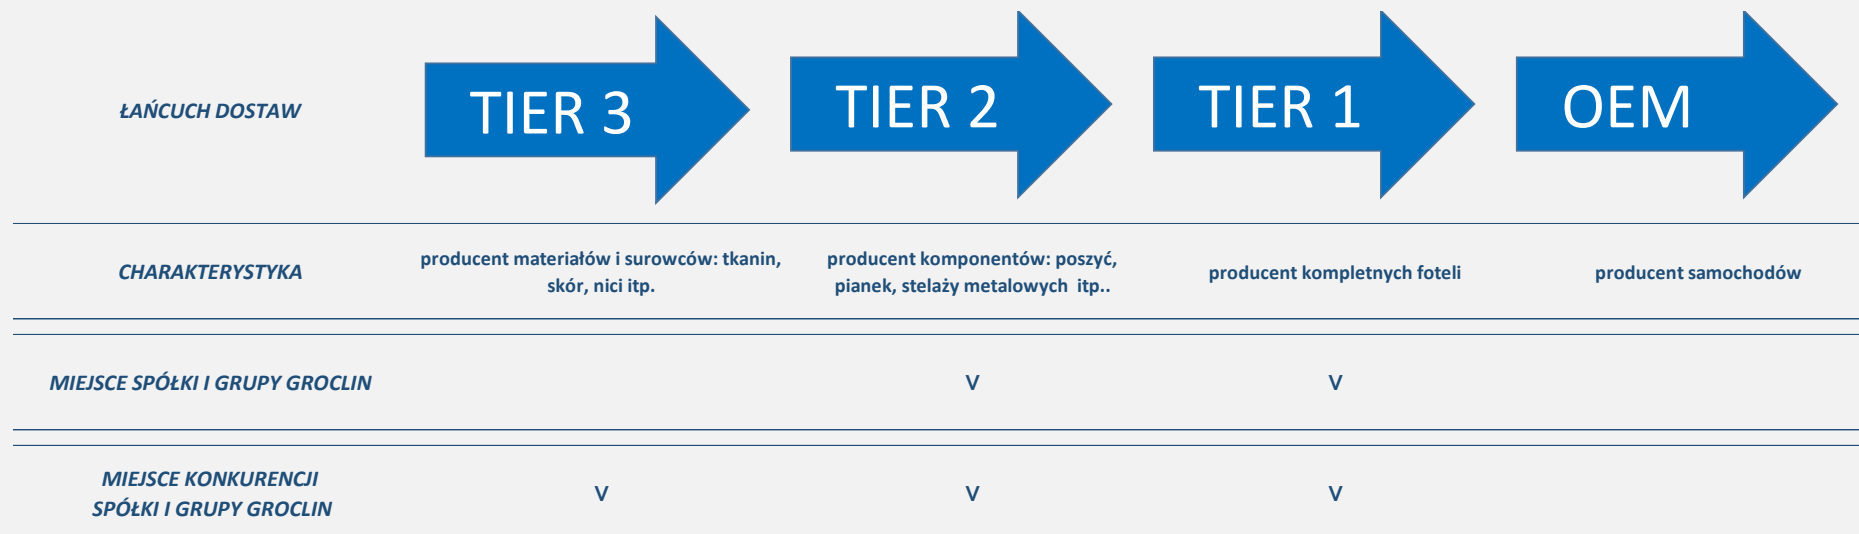 ŁAŃCUCH DOSTAW
TIER 3
TIER 2
TIER 1
OEM
CHARAKTERYSTYKA
producent materiałów i surowców: tkanin,
skór, nici itp.
producent komponentów: poszyć,
pianek, stelaży metalowych itp..
producent kompletnych foteli
producent samochodów
MIEJSCE SPÓŁKI I GRUPY GROCLIN
V
V
MIEJSCE KONKURENCJI
SPÓŁKI I GRUPY GROCLIN
V
V
V